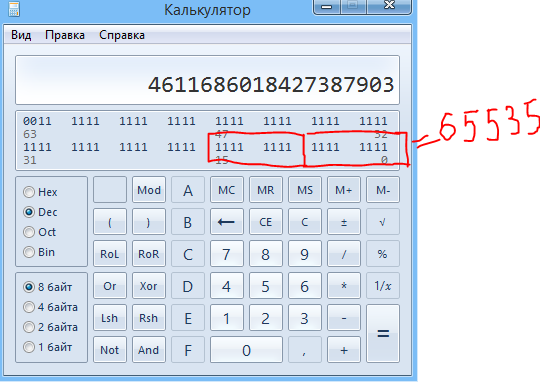 Калькулятор
Вид Правка Справка
4611686018427387903
0011 1111 1111 1111 1111 1111 1111 1111
63 47 32
1111 1111 1111 1111 1111 1111 1111 1111
31 15 0
65535
Hex Mod A MC MR MS M+ M-
Dec ( ) B ← CE C ± √
Oct RoL RoR C 7 8 9 / %
Bin
8 байт Or Xor D 4 5 6 * 1/x
4 байта Lsh Rsh E 1 2 3 - =
2 байта
1 байт Not And F 0 , +